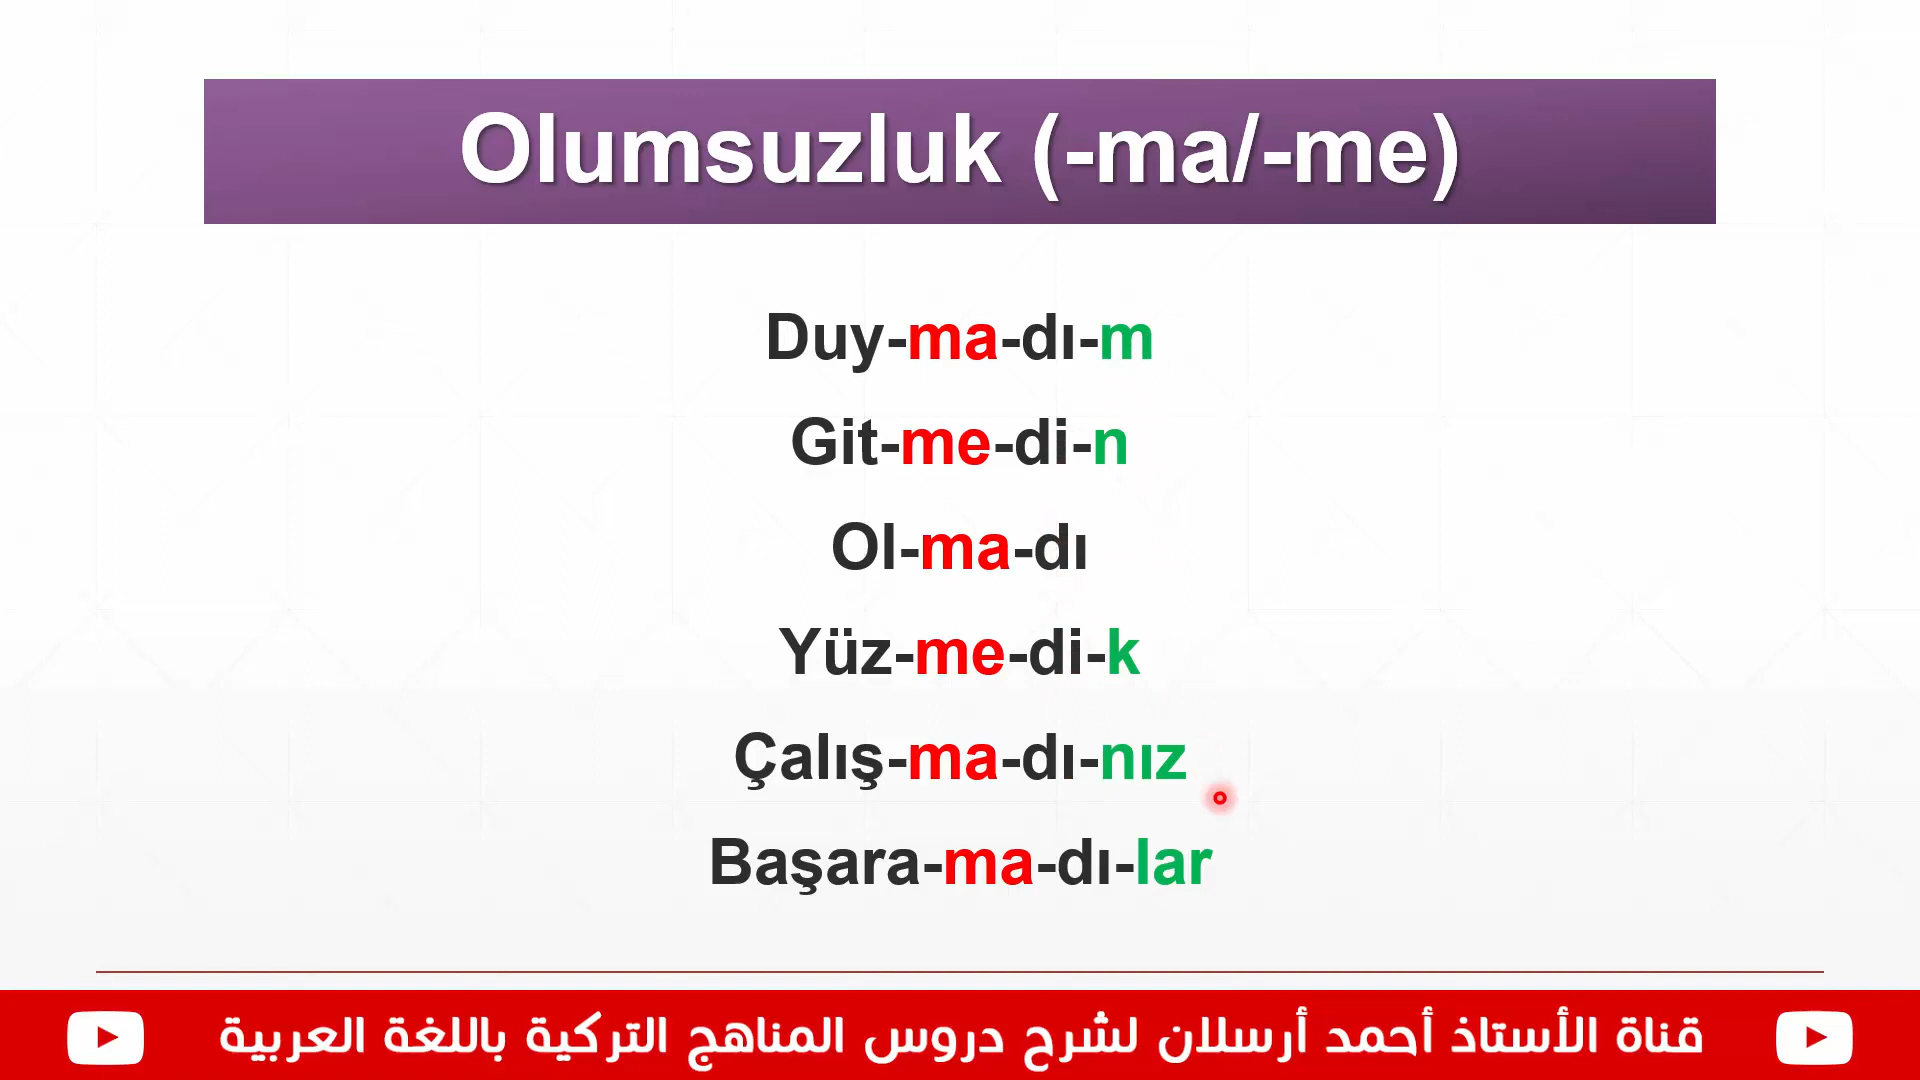 Olumsuzluk (-ma/-me)
Duy-ma-dı-m
Git-me-di-n
Ol-ma-dı
Yüz-me-di-k
Çalış-ma-dı-nız
Başara-ma-dı-lar
قناة الأستاذ أحمد أرسلان لشرح دروس المناهج التركية باللغة العربية